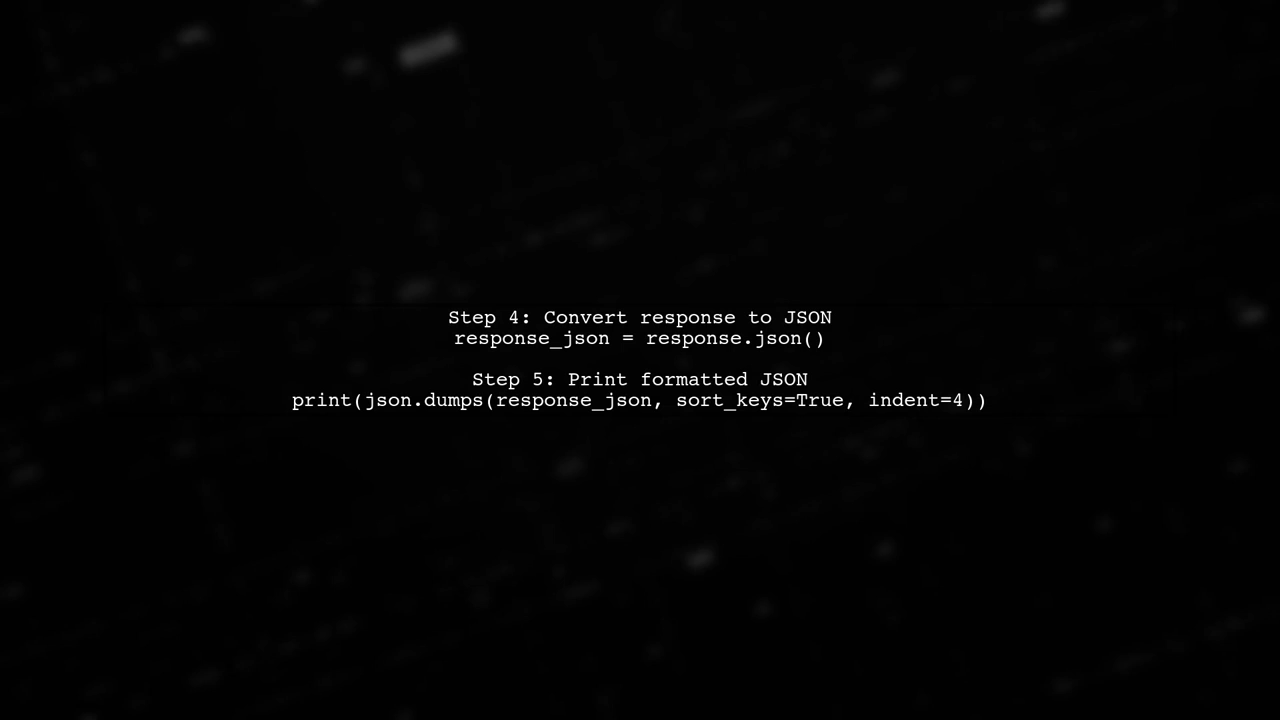 Step 4: Convert response to JSON
response_json = response.json()
Step 5: Print formatted JSON
print(json.dumps(response_json, sort_keys=True, indent=4))